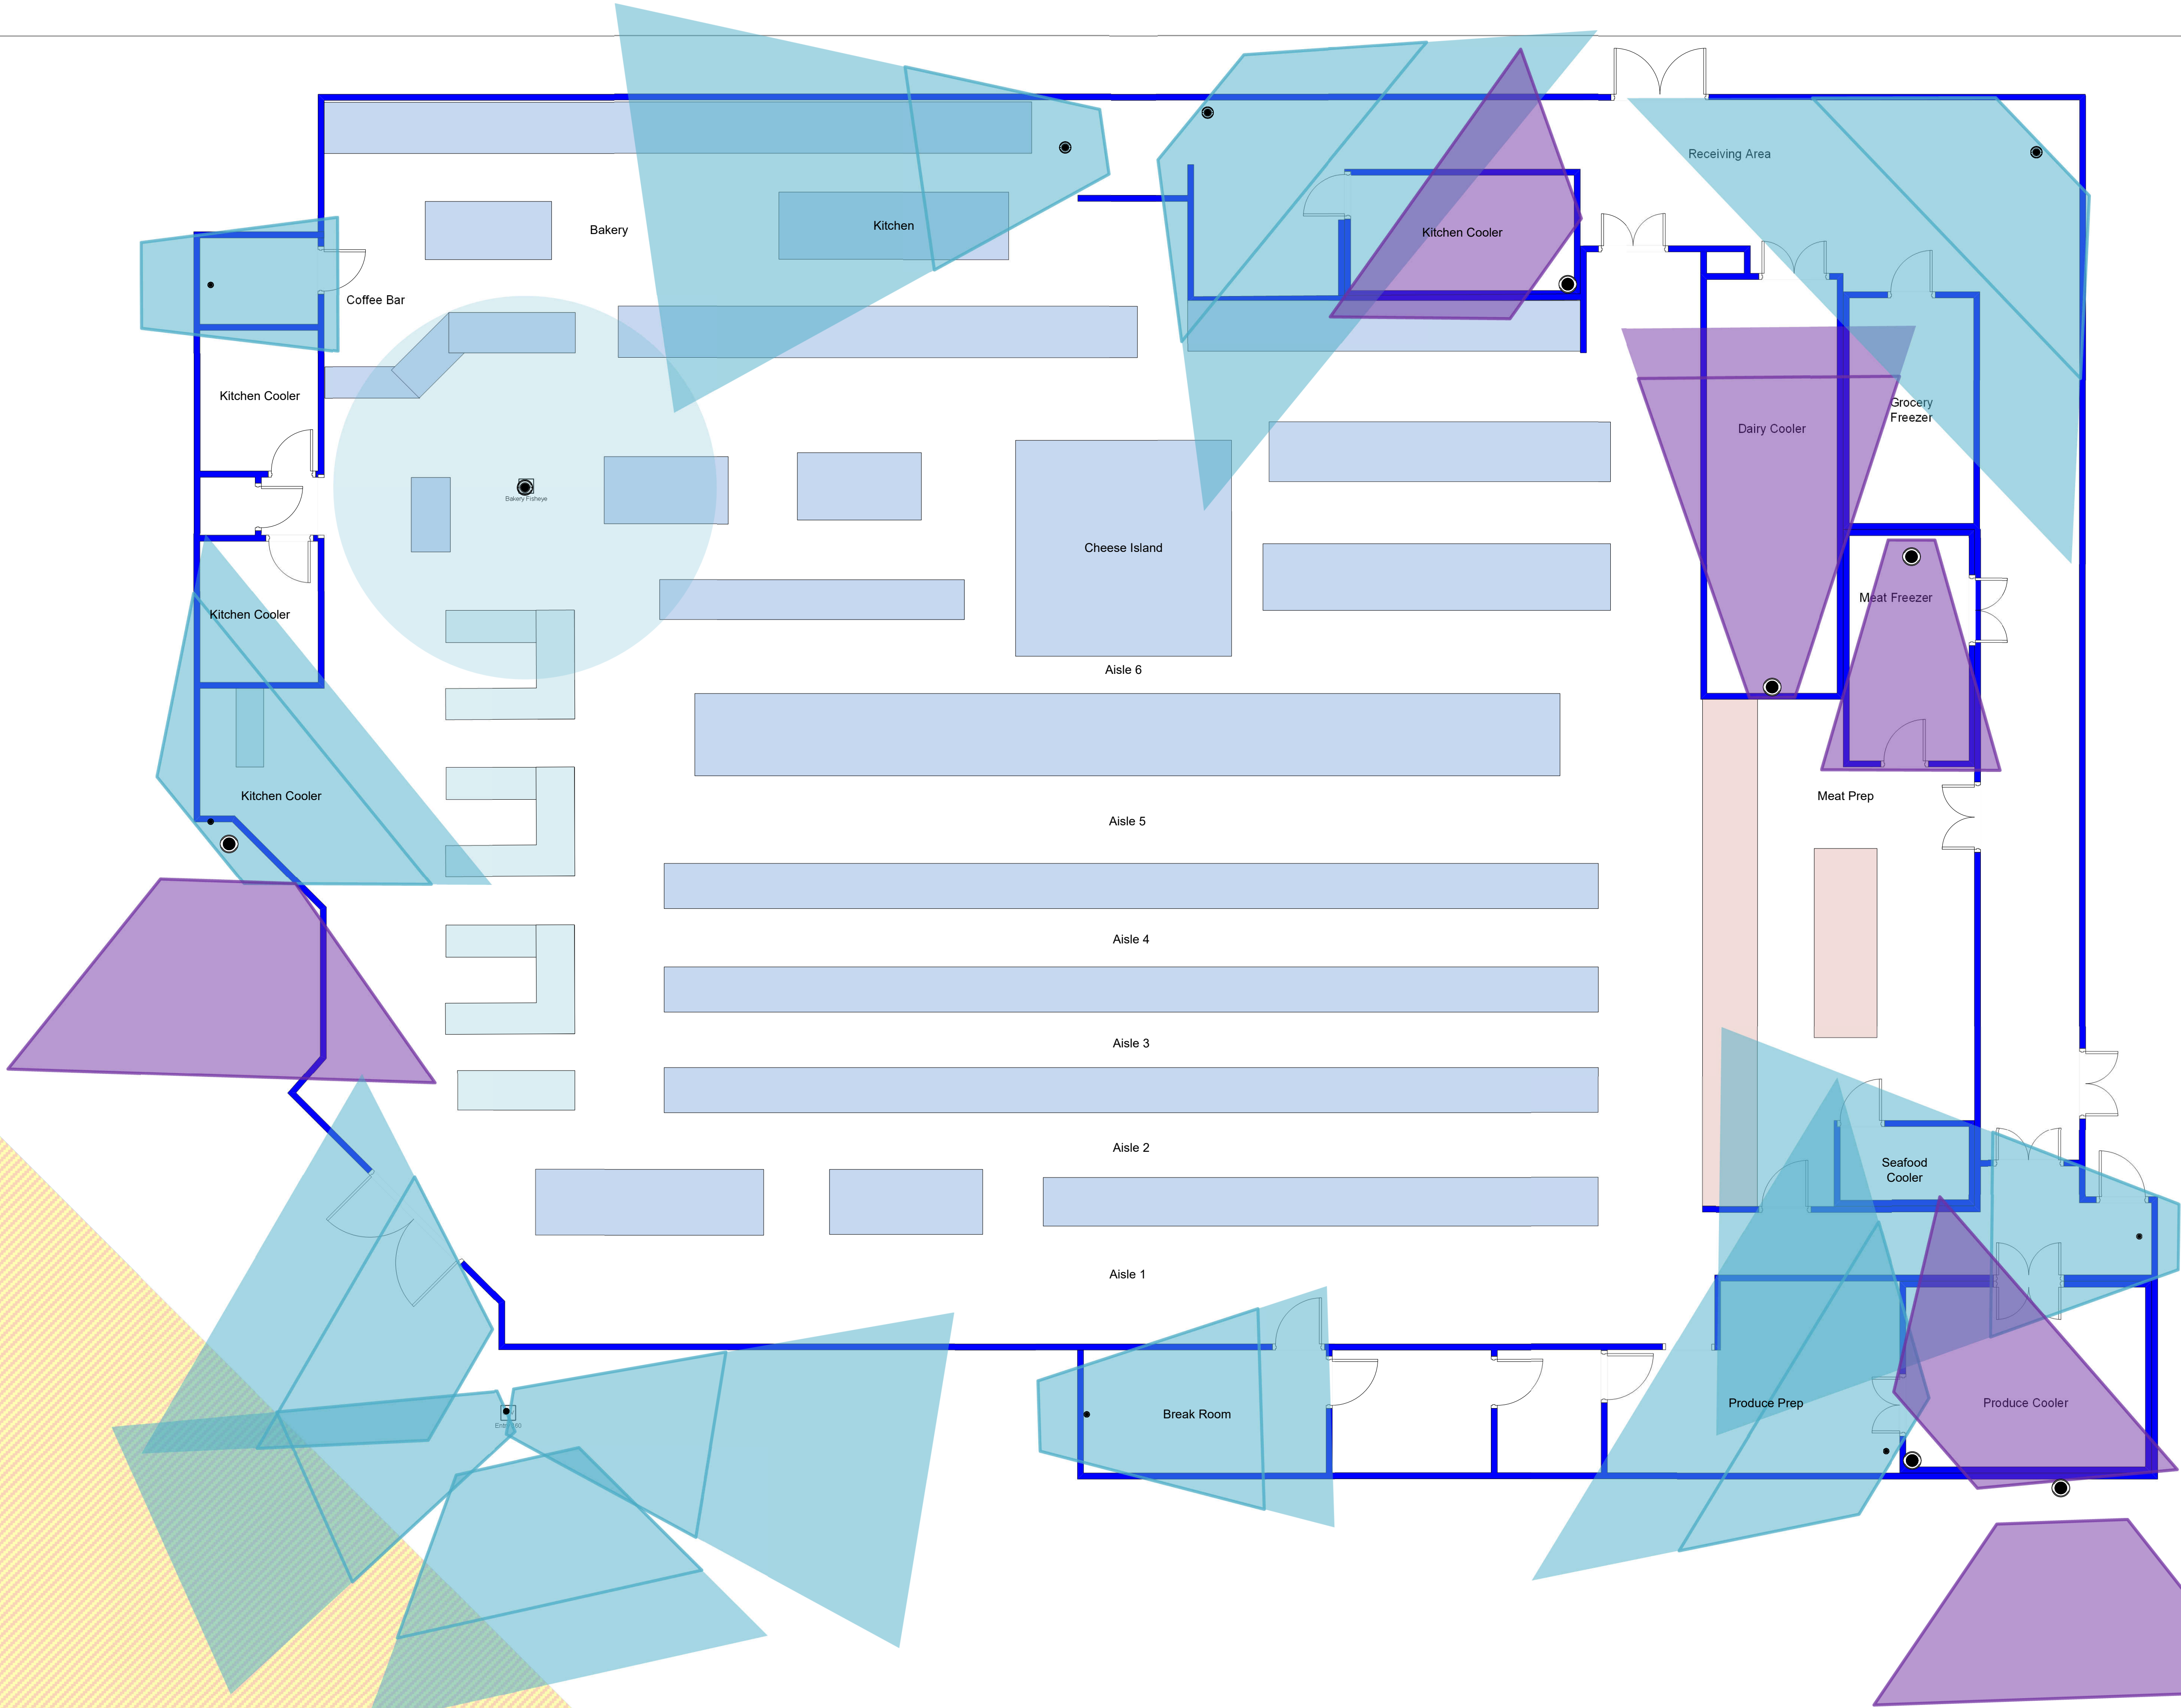 Receiving Area
Kitchen
Bakery
Kitchen Cooler
Coffee Bar
Kitchen Cooler
Grocery
Freezer
Dairy Cooler
Bakery Fisheye
Cheese Island
Meat Freezer
Kitchen Cooler
Aisle 6
Kitchen Cooler
Meat Prep
Aisle 5
Aisle 4
Aisle 3
Aisle 2
Seafood
Cooler
Aisle 1
Produce Prep
Produce Cooler
Break Room